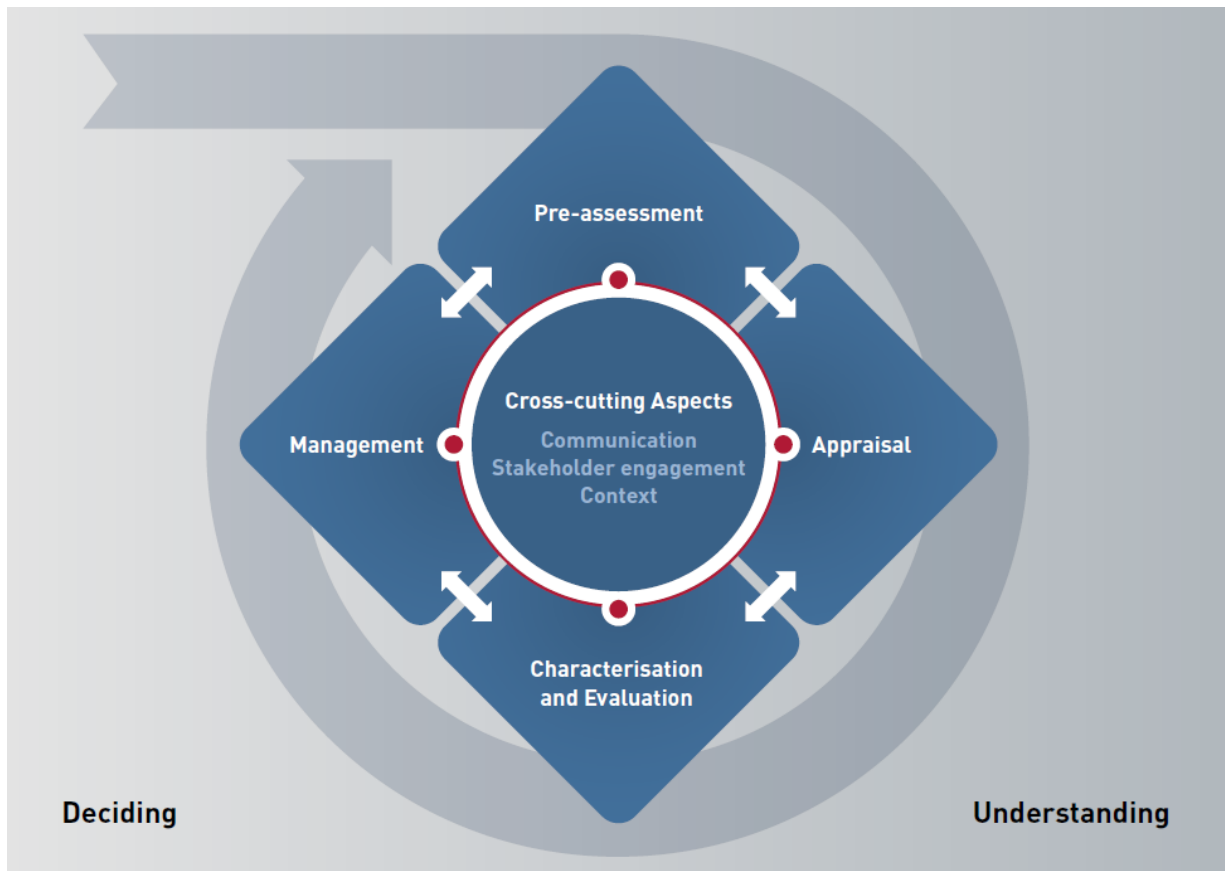 Pre-assessment
Cross-cutting Aspects
Communication
Stakeholder engagement
Context
Management
Appraisal
Characterisation
and Evaluation
Deciding
Understanding